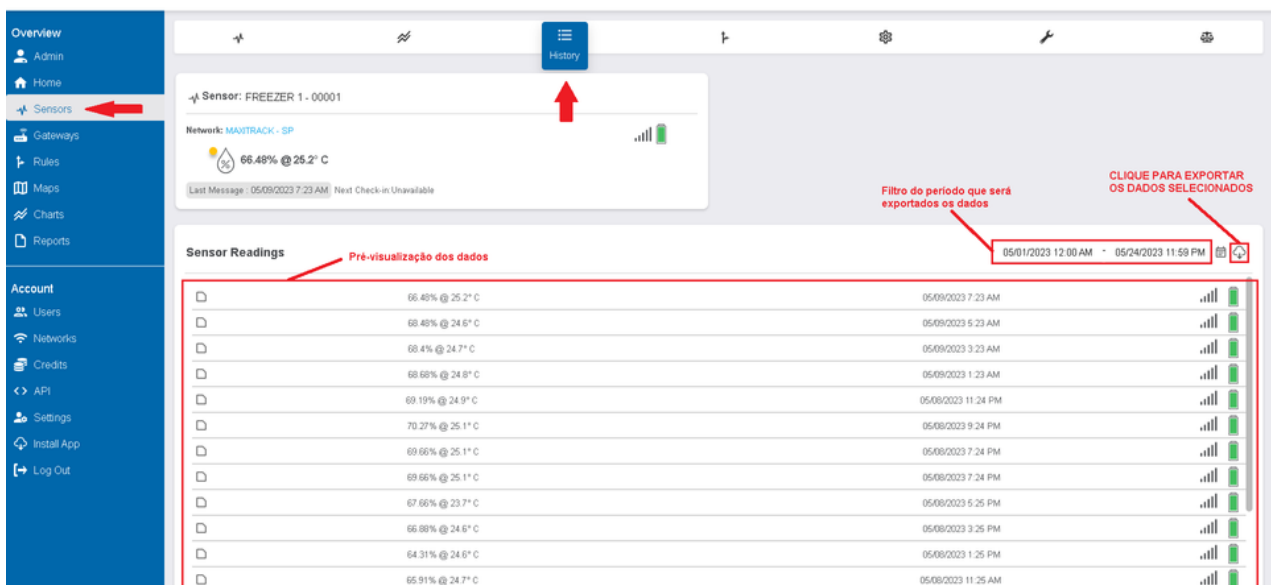 Overview
Admin
Home
Sensors
Gateways
Rules
Maps
Charts
Reports
Account
Users
Networks
Credits
API
Settings
Install App
Log Out
History
Sensor: FREEZER 1 - 00001
Network: MAXITRACK - SP
66.48% @ 25.2° C
Last Message : 05/09/2023 7:23 AM Next Check-in:Unavailable
Filtro do período que será
exportados os dados
CLIQUE PARA EXPORTAR
OS DADOS SELECIONADOS
Sensor Readings
Pré-visualização dos dados
05/01/2023 12:00 AM - 05/24/2023 11:59 PM
66.48% @ 25.2° C 05/09/2023 7:23 AM
68.48% @ 24.6° C 05/09/2023 5:23 AM
68.4% @ 24.7° C 05/09/2023 3:23 AM
68.68% @ 24.8° C 05/09/2023 1:23 AM
69.19% @ 24.9° C 05/08/2023 11:24 PM
70.27% @ 25.1° C 05/08/2023 9:24 PM
69.66% @ 25.1° C 05/08/2023 7:24 PM
69.66% @ 25.1° C 05/08/2023 7:24 PM
67.66% @ 23.7° C 05/08/2023 5:25 PM
66.88% @ 24.6° C 05/08/2023 3:25 PM
64.31% @ 24.6° C 05/08/2023 1:25 PM
65.91% @ 24.7° C 05/08/2023 11:25 AM